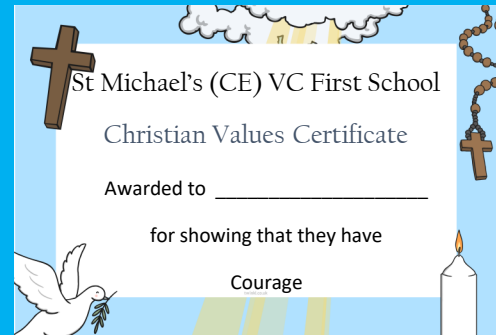 St Michael's (CE) VC First School
Christian Values Certificate
Awarded to ____________________
for showing that they have
Courage